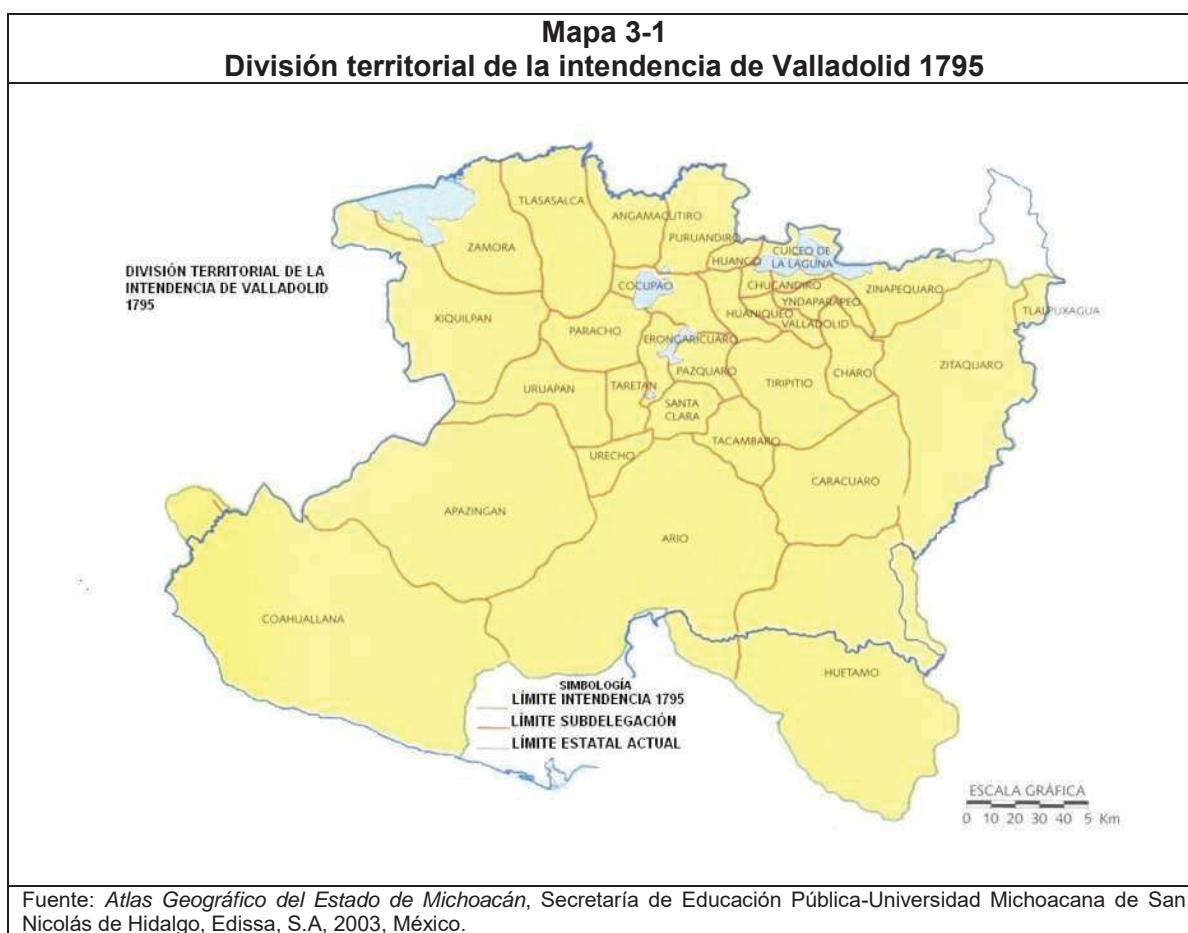 Mapa 3-1
División territorial de la intendencia de Valladolid 1795
DIVISIÓN TERRITORIAL DE LA
INTENDENCIA DE VALLADOLID
1795
TLASASALCA
ANGAMACUTIRO
PURUANDIRO
ZAMORA
HUANGO
CUICEO DE
LA LAGUNA
COCUPAO
CHUCANDIRO
ZINAPEQUARO
YNDAPARAPEO
TLALPUXAGUA
XIQUILPAN
HUANIQUEO
VALLADOLID
PARACHO
ERONGARICUARO
ZITAQUARO
PAZQUARO
CHARO
TIRIPITIO
URUAPAN
TARETAN
SANTA
CLARA
TACAMBARO
URECHO
CARACUARO
APAZINGAN
ARIO
COAHUALLANA
HUETAMO
SIMBOLOGÍA
LÍMITE INTENDENCIA 1795
LÍMITE SUBDELEGACIÓN
LÍMITE ESTATAL ACTUAL
ESCALA GRÁFICA
0 10 20 30 40 5 Km
Fuente: Atlas Geográfico del Estado de Michoacán, Secretaría de Educación Pública-Universidad Michoacana de San
Nicolás de Hidalgo, Edissa, S.A, 2003, México.